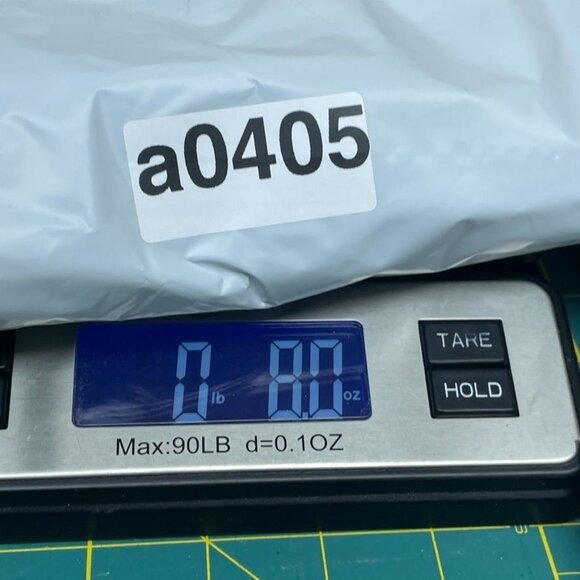 a0405
0 lb 8.0 oz
TARE
HOLD
Max:90LB d=0.1OZ